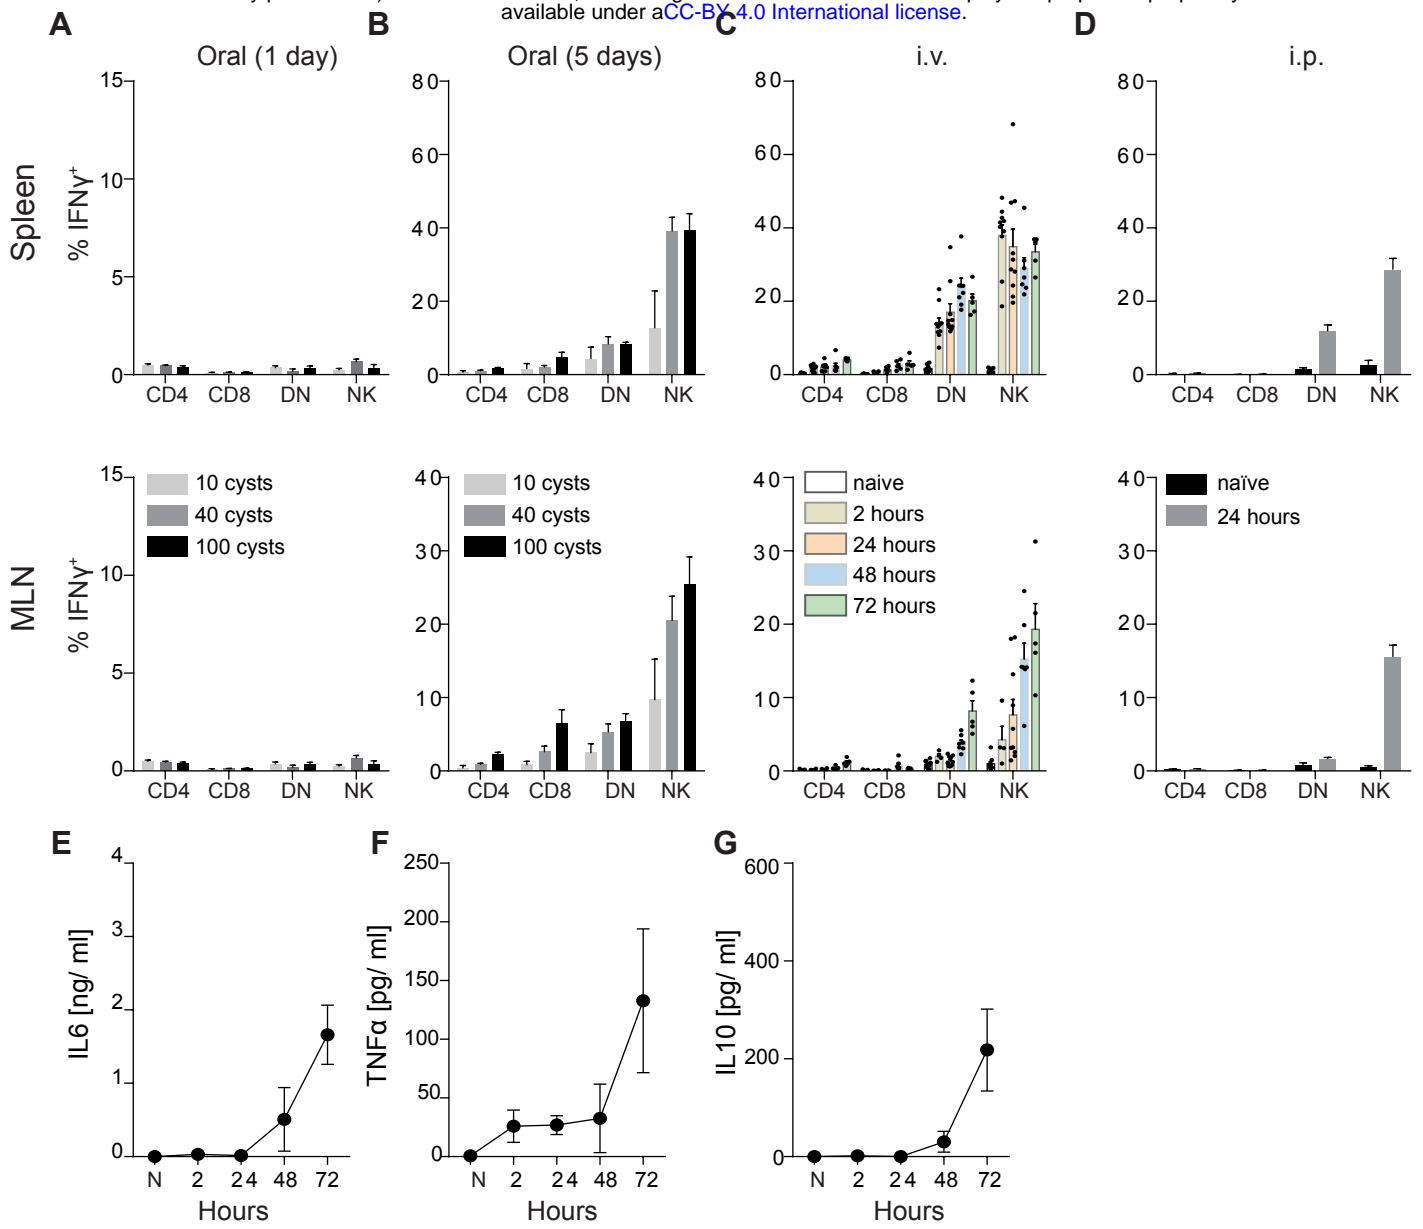 available under aCC-BY 4.0 International license.
A B C D
Oral (1 day) Oral (5 days) i.v. i.p.
Spleen
% IFNγ+
15
10
5
0
CD4 CD8 DN NK
80
60
40
20
0
CD4 CD8 DN NK
80
60
40
20
0
CD4 CD8 DN NK
80
60
40
20
0
CD4 CD8 DN NK
MLN
% IFNγ+
15
10
5
0
10 cysts
40 cysts
100 cysts
CD4 CD8 DN NK
40
30
20
10
0
10 cysts
40 cysts
100 cysts
CD4 CD8 DN NK
40
30
20
10
0
naive
2 hours
24 hours
48 hours
72 hours
CD4 CD8 DN NK
40
30
20
10
0
naïve
24 hours
CD4 CD8 DN NK
E
IL6 [ng/ ml]
4
3
2
1
0
N 2 24 48 72
Hours
F
TNFα [pg/ ml]
250
200
150
100
50
0
N 2 24 48 72
Hours
G
IL10 [pg/ ml]
600
400
200
0
N 2 24 48 72
Hours